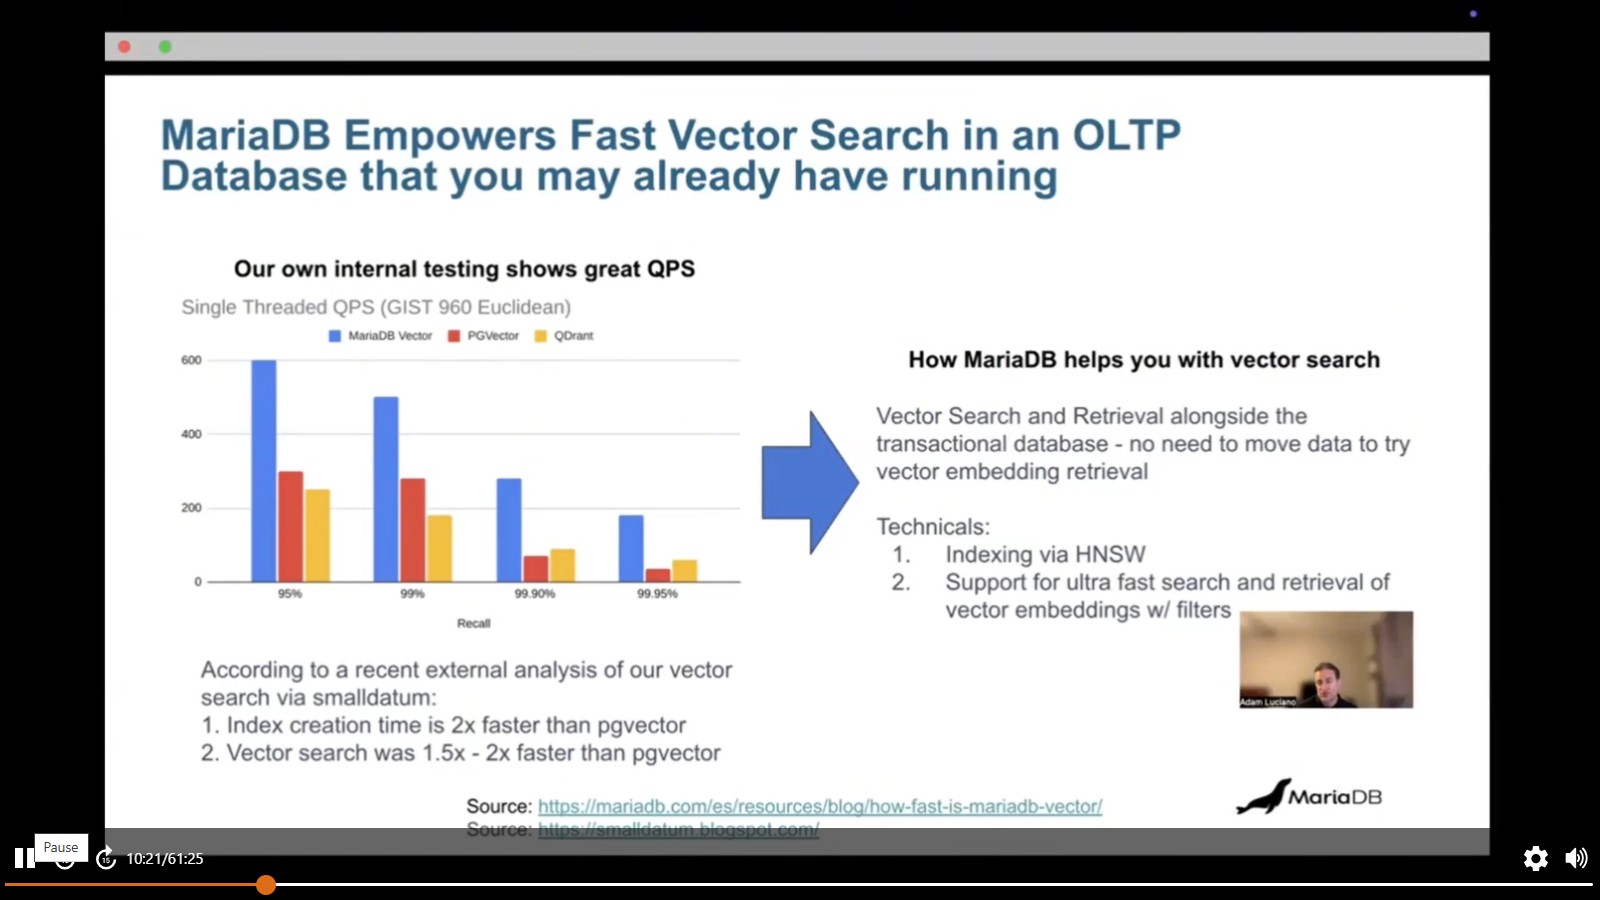 MariaDB Empowers Fast Vector Search in an OLTP
Database that you may already have running
Our own internal testing shows great QPS
Single Threaded QPS (GIST 960 Euclidean)
MariaDB Vector PGVector QDrant
600
400
200
0
95% 99% 99.90% 99.95%
Recall
According to a recent external analysis of our vector
search via smalldatum:
1. Index creation time is 2x faster than pgvector
2. Vector search was 1.5x - 2x faster than pgvector
How MariaDB helps you with vector search
Vector Search and Retrieval alongside the
transactional database - no need to move data to try
vector embedding retrieval
Technicals:
1. Indexing via HNSW
2. Support for ultra fast search and retrieval of
vector embeddings w/ filters
Adam Luciano
Source: https://mariadb.com/es/resources/blog/how-fast-is-mariadb-vector/
Source: https://smalldatum.blogspot.com/
MariaDB
Pause
15
10:21/61:25